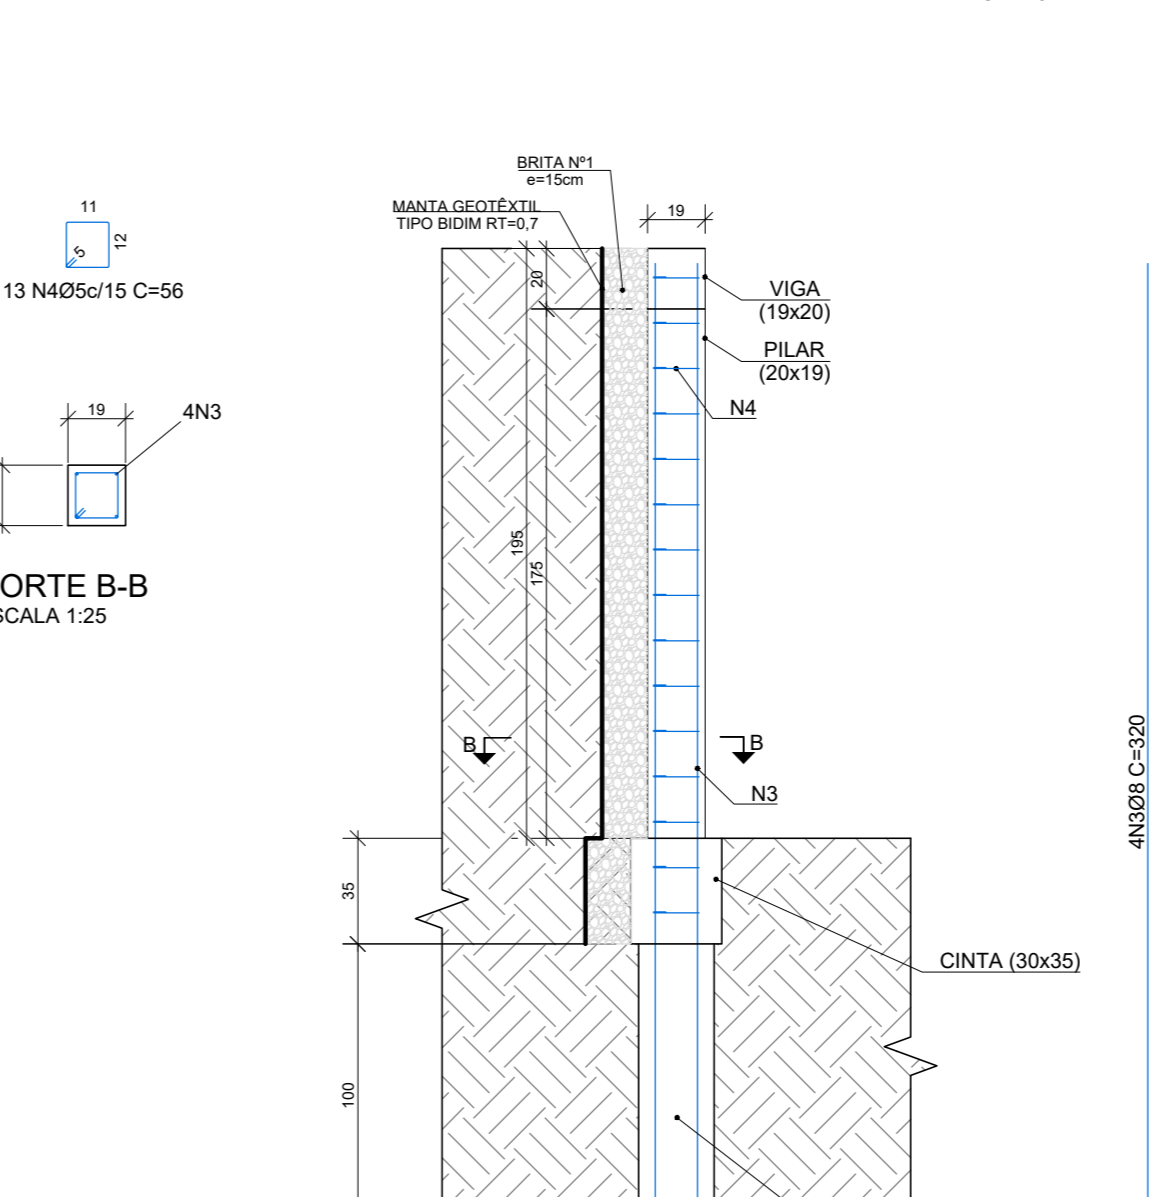 BRITA Nº1
e=15cm
MANTA GEOTÊXTIL
TIPO BIDIM RT=0,7
19
11
12
5
13 N4Ø5c/15 C=56
20
VIGA
(19x20)
PILAR
(20x19)
N4
19
4N3
195
175
ORTE B-B
SCALA 1:25
B
B
N3
4N3Ø8 C=320
35
CINTA (30x35)
100